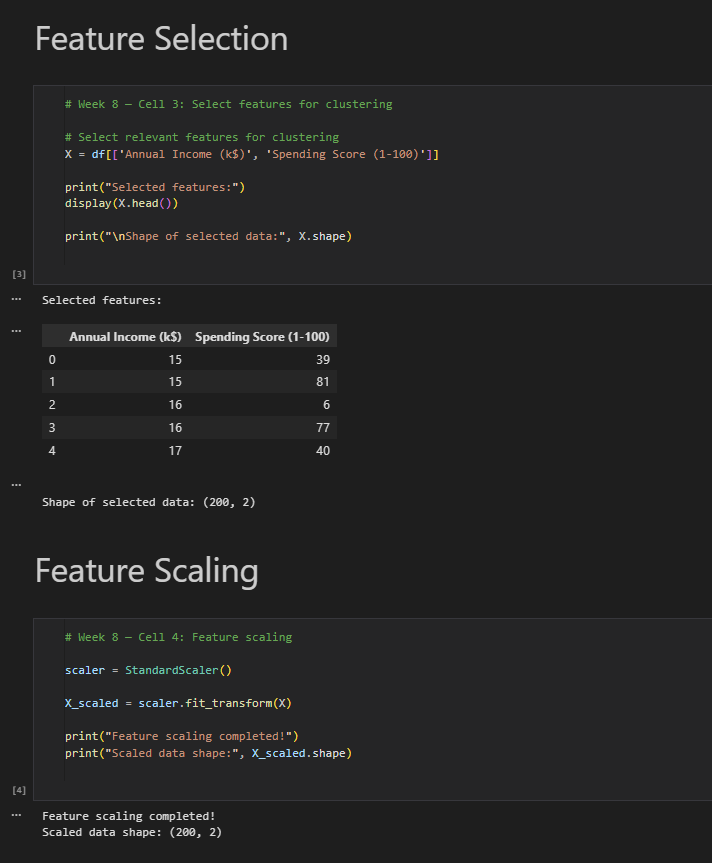 Feature Selection
# Week 8 – Cell 3: Select features for clustering
# Select relevant features for clustering
X = df[['Annual Income (k$)', 'Spending Score (1-100)']]
print("Selected features:")
display(X.head())
print("\nShape of selected data:", X.shape)
[3]
... Selected features:
...
Annual Income (k$) Spending Score (1-100)
0 15 39
1 15 81
2 16 6
3 16 77
4 17 40
...
Shape of selected data: (200, 2)
Feature Scaling
# Week 8 – Cell 4: Feature scaling
scaler = StandardScaler()
X_scaled = scaler.fit_transform(X)
print("Feature scaling completed!")
print("Scaled data shape:", X_scaled.shape)
[4]
... Feature scaling completed!
Scaled data shape: (200, 2)